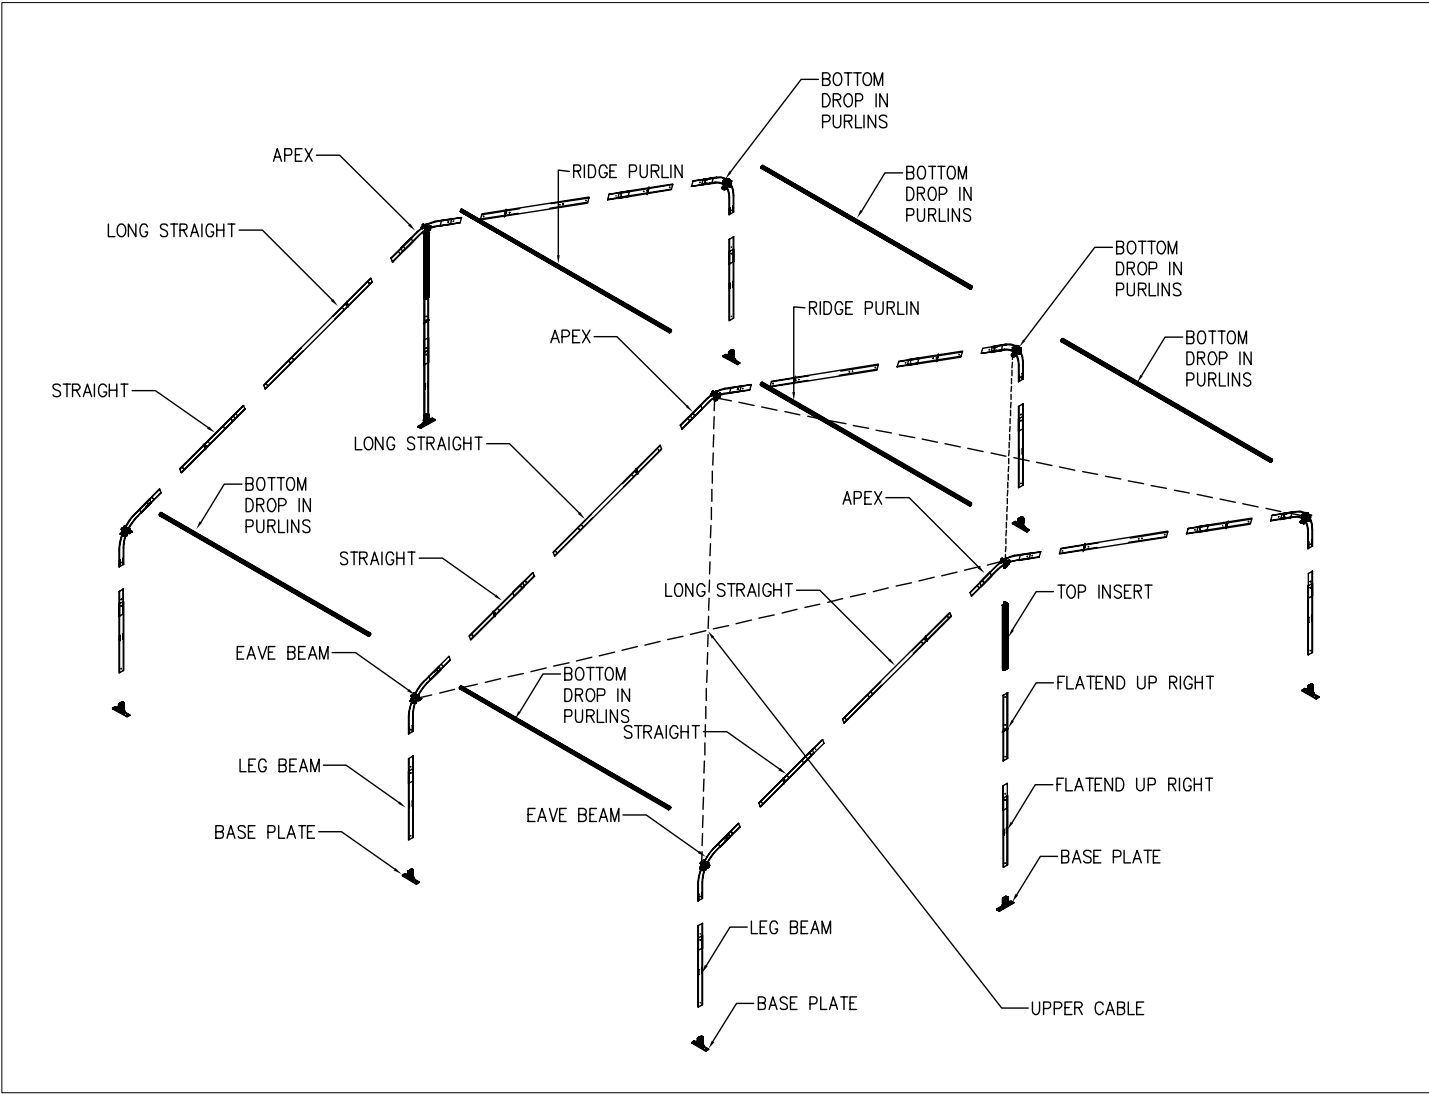 BOTTOM
DROP IN
PURLINS
APEX
RIDGE PURLIN
BOTTOM
DROP IN
PURLINS
LONG STRAIGHT
BOTTOM
DROP IN
PURLINS
RIDGE PURLIN
APEX
BOTTOM
DROP IN
PURLINS
STRAIGHT
LONG STRAIGHT
BOTTOM
DROP IN
PURLINS
APEX
STRAIGHT
LONG STRAIGHT
TOP INSERT
EAVE BEAM
BOTTOM
DROP IN
PURLINS
FLATEND UP RIGHT
STRAIGHT
LEG BEAM
FLATEND UP RIGHT
EAVE BEAM
BASE PLATE
BASE PLATE
LEG BEAM
BASE PLATE
UPPER CABLE